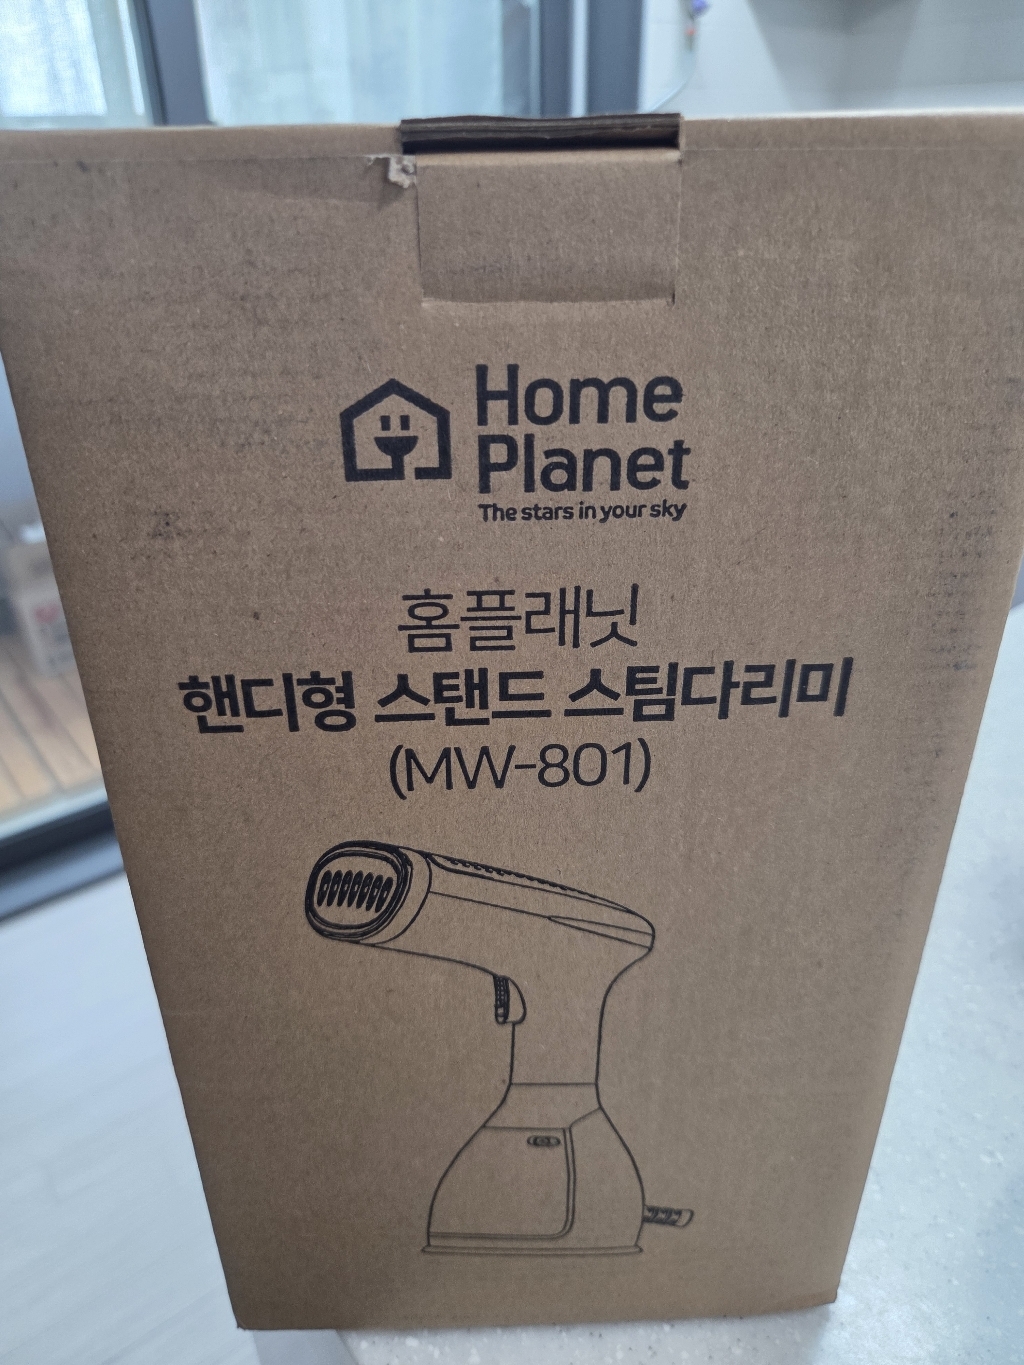 Home
Planet
The stars in your sky
홈플래닛
핸디형 스탠드 스팀다리미
(MW-801)